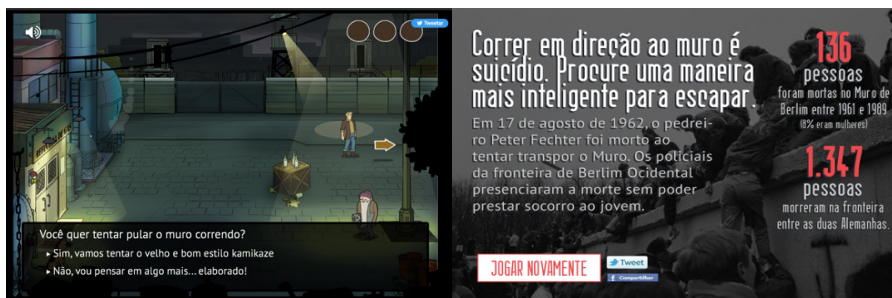 Tweetar
Você quer tentar pular o muro correndo?
▸ Sim, vamos tentar o velho e bom estilo kamikaze
▸ Não, vou pensar em algo mais... elaborado!
Correr em direção ao muro é
suicídio. Procure uma maneira
mais inteligente para escapar.
Em 17 de agosto de 1962, o pedrei-
ro Peter Fechter foi morto ao
tentar transpor o Muro. Os policiais
da fronteira de Berlim Ocidental
presenciaram a morte sem poder
prestar socorro ao jovem.
JOGAR NOVAMENTE
Tweet
Compartilhar
136
pessoas
foram mortas no Muro de
Berlim entre 1961 e 1989
(8% eram mulheres)
1.347
pessoas
morreram na fronteira
entre as duas Alemanhas.